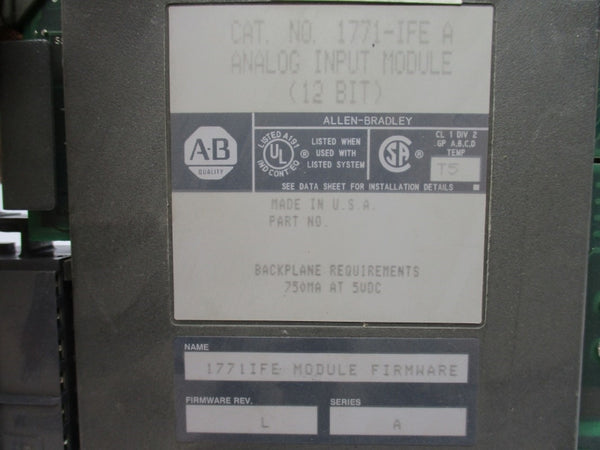 CAT. NO. 1771-IFE A
ANALOG INPUT MODULE
(12 BIT)
ALLEN-BRADLEY
A-B
QUALITY
LISTED A191
UL
IND CONT EQ
®
LISTED WHEN
USED WITH
LISTED SYSTEM
SA
®
CL 1 DIV 2
GP A,B,C,D
TEMP
T5
SEE DATA SHEET FOR INSTALLATION DETAILS
MADE IN U.S.A.
PART NO.
BACKPLANE REQUIREMENTS
750MA AT 5VDC
NAME
1771IFE MODULE FIRMWARE
FIRMWARE REV.
SERIES
L
A